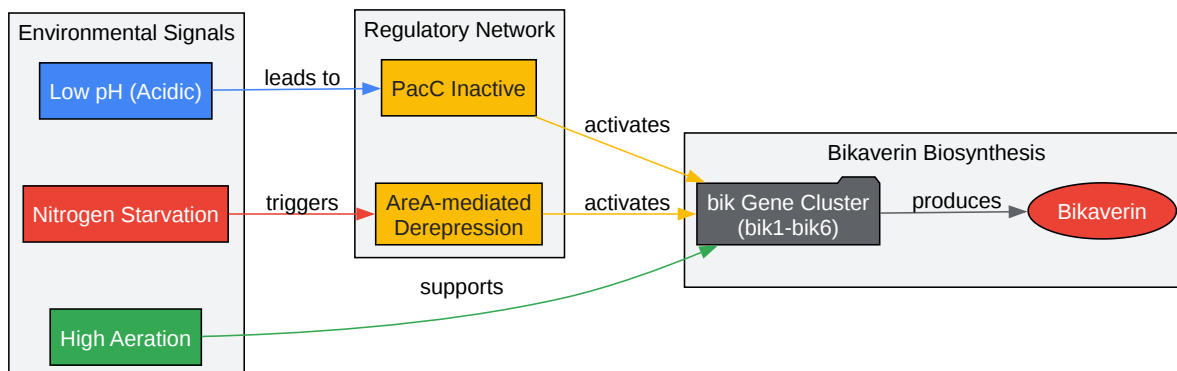 Environmental Signals
Low pH (Acidic)
Nitrogen Starvation
High Aeration
leads to
triggers
supports
Regulatory Network
PacC Inactive
AreA-mediated
Derepression
activates
activates
Bikaverin Biosynthesis
bik Gene Cluster
(bik1-bik6)
produces
Bikaverin